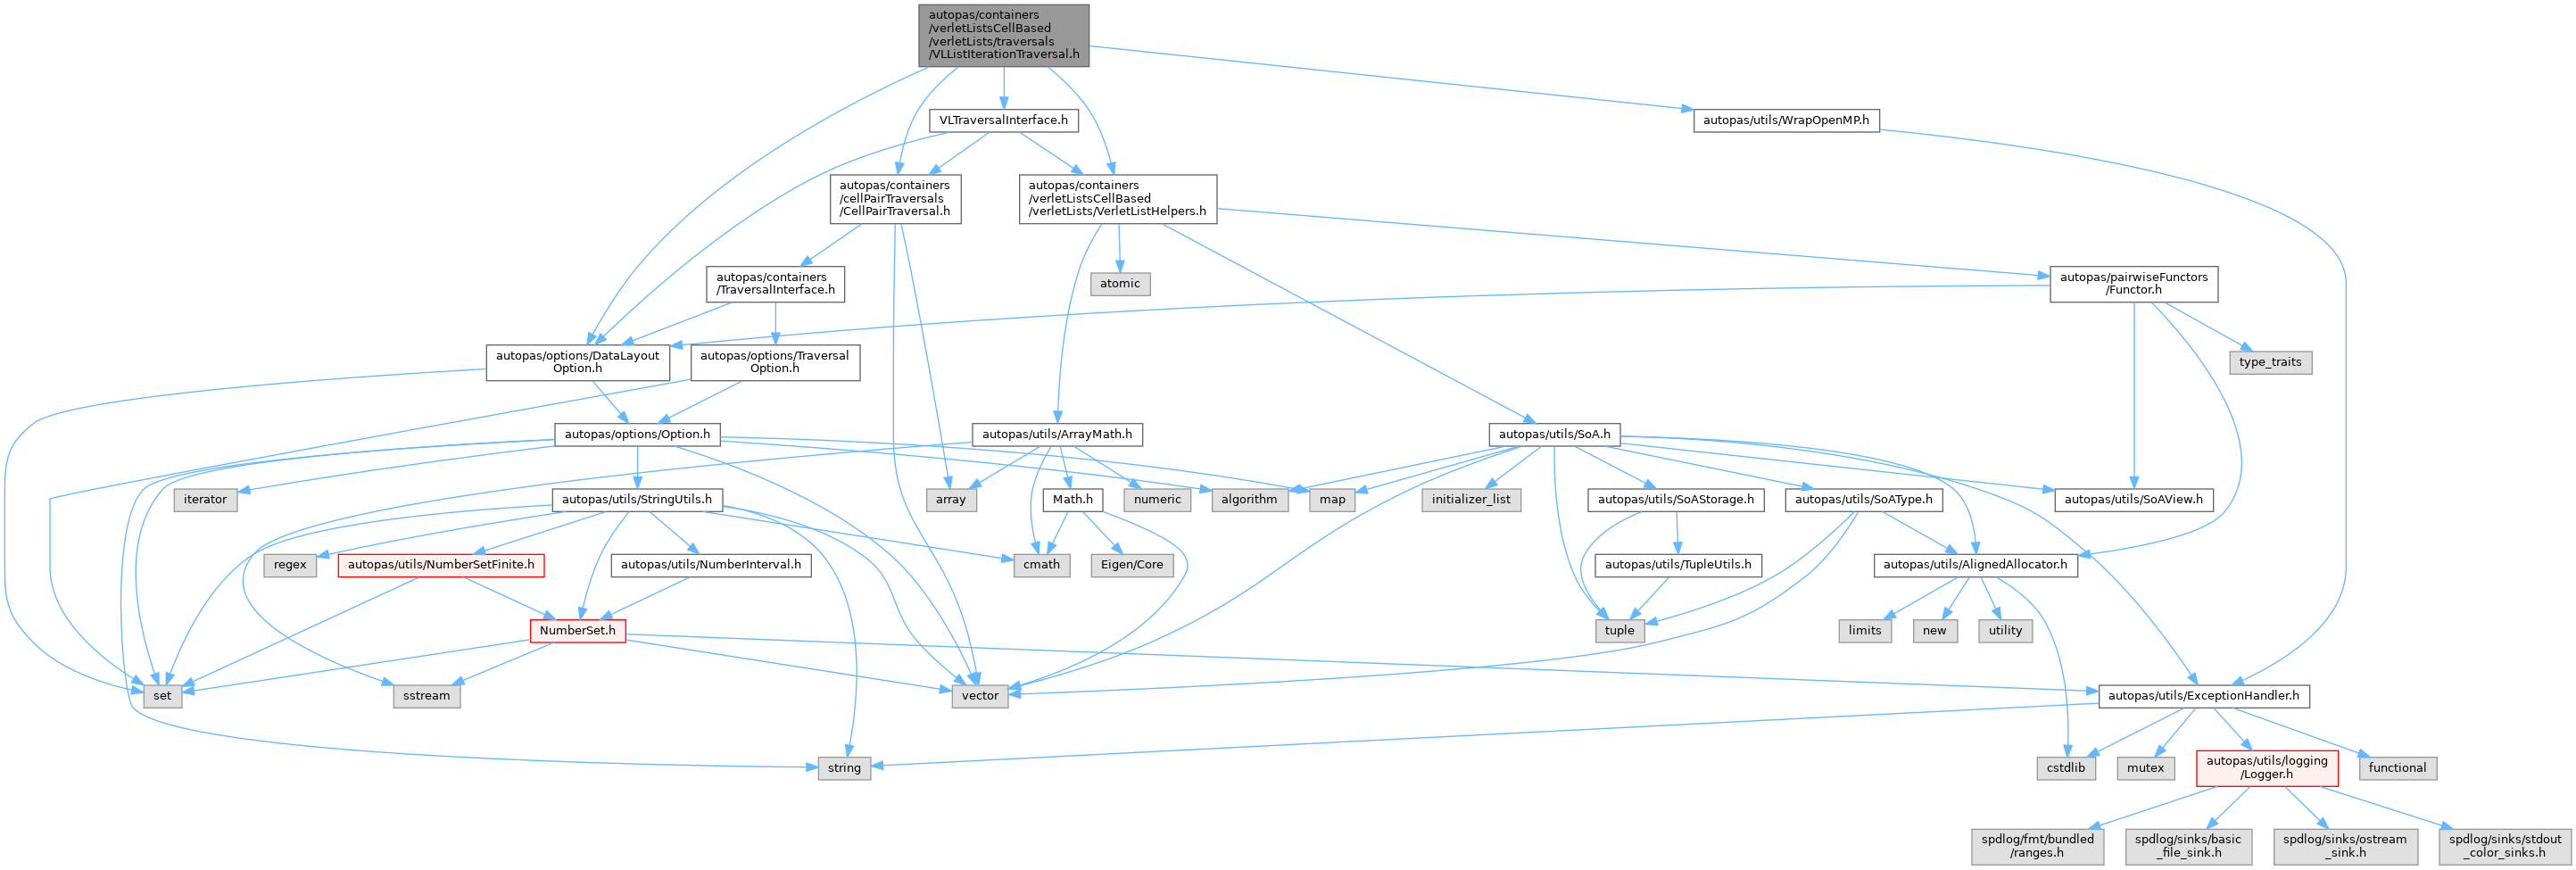 autopas/containers
/verletListsCellBased
/verletLists/traversals
/VLListIterationTraversal.h
VLTraversalInterface.h
autopas/utils/WrapOpenMP.h
autopas/containers
/cellPairTraversals
/CellPairTraversal.h
autopas/containers
/verletListsCellBased
/verletLists/VerletListHelpers.h
autopas/containers
/TraversalInterface.h
atomic
autopas/pairwiseFunctors
/Functor.h
autopas/options/DataLayout
Option.h
autopas/options/Traversal
Option.h
type_traits
autopas/options/Option.h
autopas/utils/ArrayMath.h
autopas/utils/SoA.h
iterator
autopas/utils/StringUtils.h
array
Math.h
numeric
algorithm
map
initializer_list
autopas/utils/SoAStorage.h
autopas/utils/SoAType.h
autopas/utils/SoAView.h
regex
autopas/utils/NumberSetFinite.h
autopas/utils/NumberInterval.h
cmath
Eigen/Core
autopas/utils/TupleUtils.h
autopas/utils/AlignedAllocator.h
NumberSet.h
tuple
limits
new
utility
set
sstream
vector
autopas/utils/ExceptionHandler.h
string
cstdlib
mutex
autopas/utils/logging
/Logger.h
functional
spdlog/fmt/bundled
/ranges.h
spdlog/sinks/basic
_file_sink.h
spdlog/sinks/ostream
_sink.h
spdlog/sinks/stdout
_color_sinks.h